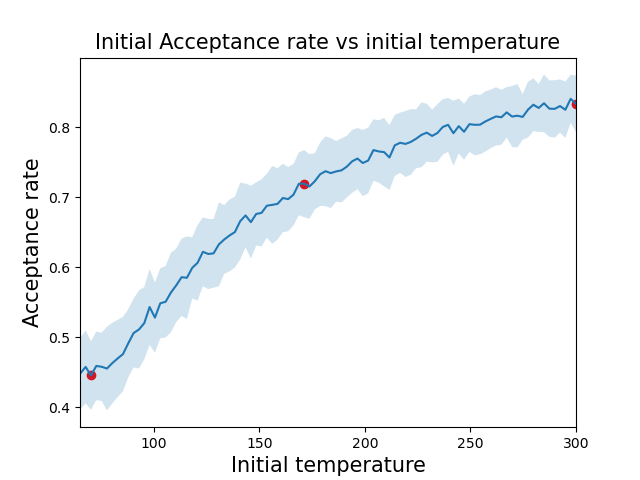 Initial Acceptance rate vs initial temperature
Acceptance rate
0.8
0.7
0.6
0.5
0.4
100 150 200 250 300
Initial temperature